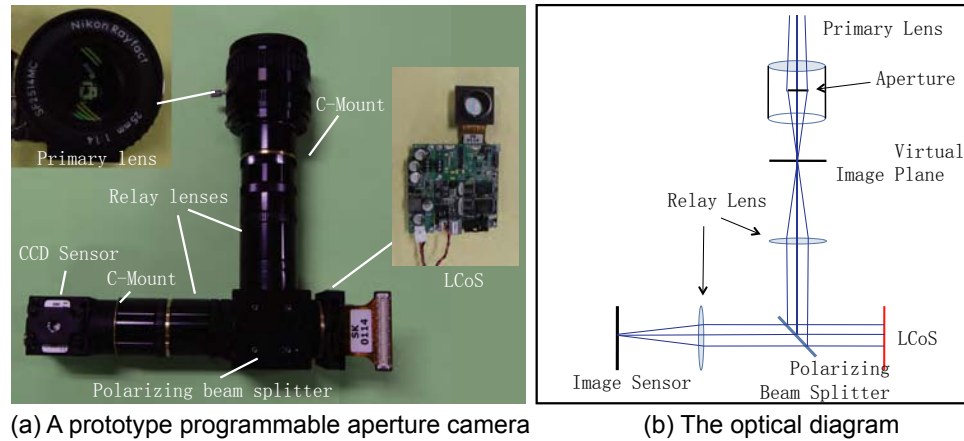 Nikon Rayfact
SP2514MC
25mm 1:1.4
Primary lens
C-Mount
Relay lenses
CCD Sensor
C-Mount
LCoS
SK
0114
Polarizing beam splitter
(a) A prototype programmable aperture camera
Primary Lens
Aperture
Virtual
Image Plane
Relay Lens
LCoS
Image Sensor
Polarizing
Beam Splitter
(b) The optical diagram